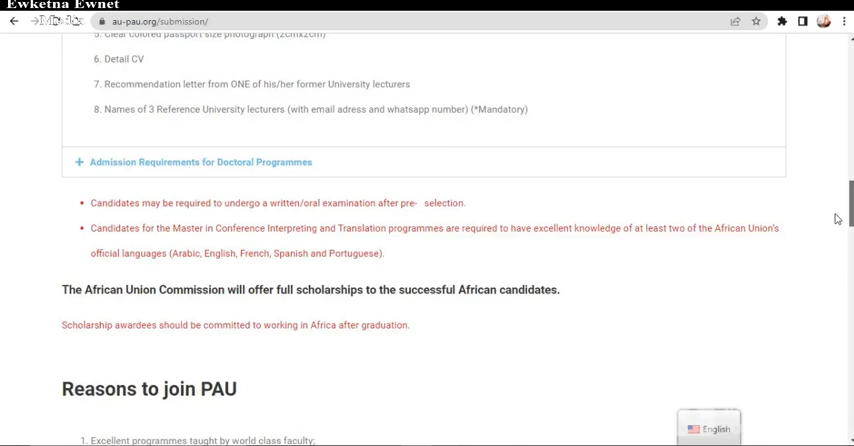 Ewketna Ewnet
au-pau.org/submission/
5. Clear colored passport size photograph (2cmx2cm)
6. Detail CV
7. Recommendation letter from ONE of his/her former University lecturers
8. Names of 3 Reference University lecturers (with email adress and whatsapp number) (*Mandatory)
+ Admission Requirements for Doctoral Programmes
• Candidates may be required to undergo a written/oral examination after pre- selection.
• Candidates for the Master in Conference Interpreting and Translation programmes are required to have excellent knowledge of at least two of the African Union's
official languages (Arabic, English, French, Spanish and Portuguese).
The African Union Commission will offer full scholarships to the successful African candidates.
Scholarship awardees should be committed to working in Africa after graduation.
Reasons to join PAU
1. Excellent programmes taught by world class faculty;
English